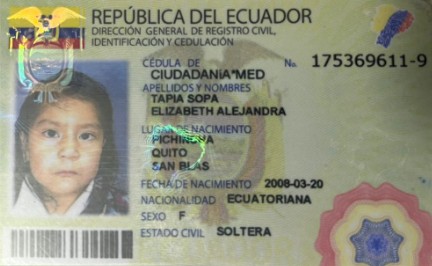 REPÚBLICA DEL ECUADOR
DIRECCIÓN GENERAL DE REGISTRO CIVIL,
IDENTIFICACIÓN Y CEDULACIÓN
CÉDULA DE No. 175369611-9
CIUDADANÍA*MED
APELLIDOS Y NOMBRES
TAPIA SOPA
ELIZABETH ALEJANDRA
LUGAR DE NACIMIENTO
PICHINCHA
QUITO
SAN BLAS
FECHA DE NACIMIENTO 2008-03-20
NACIONALIDAD ECUATORIANA
SEXO F
ESTADO CIVIL SOLTERA